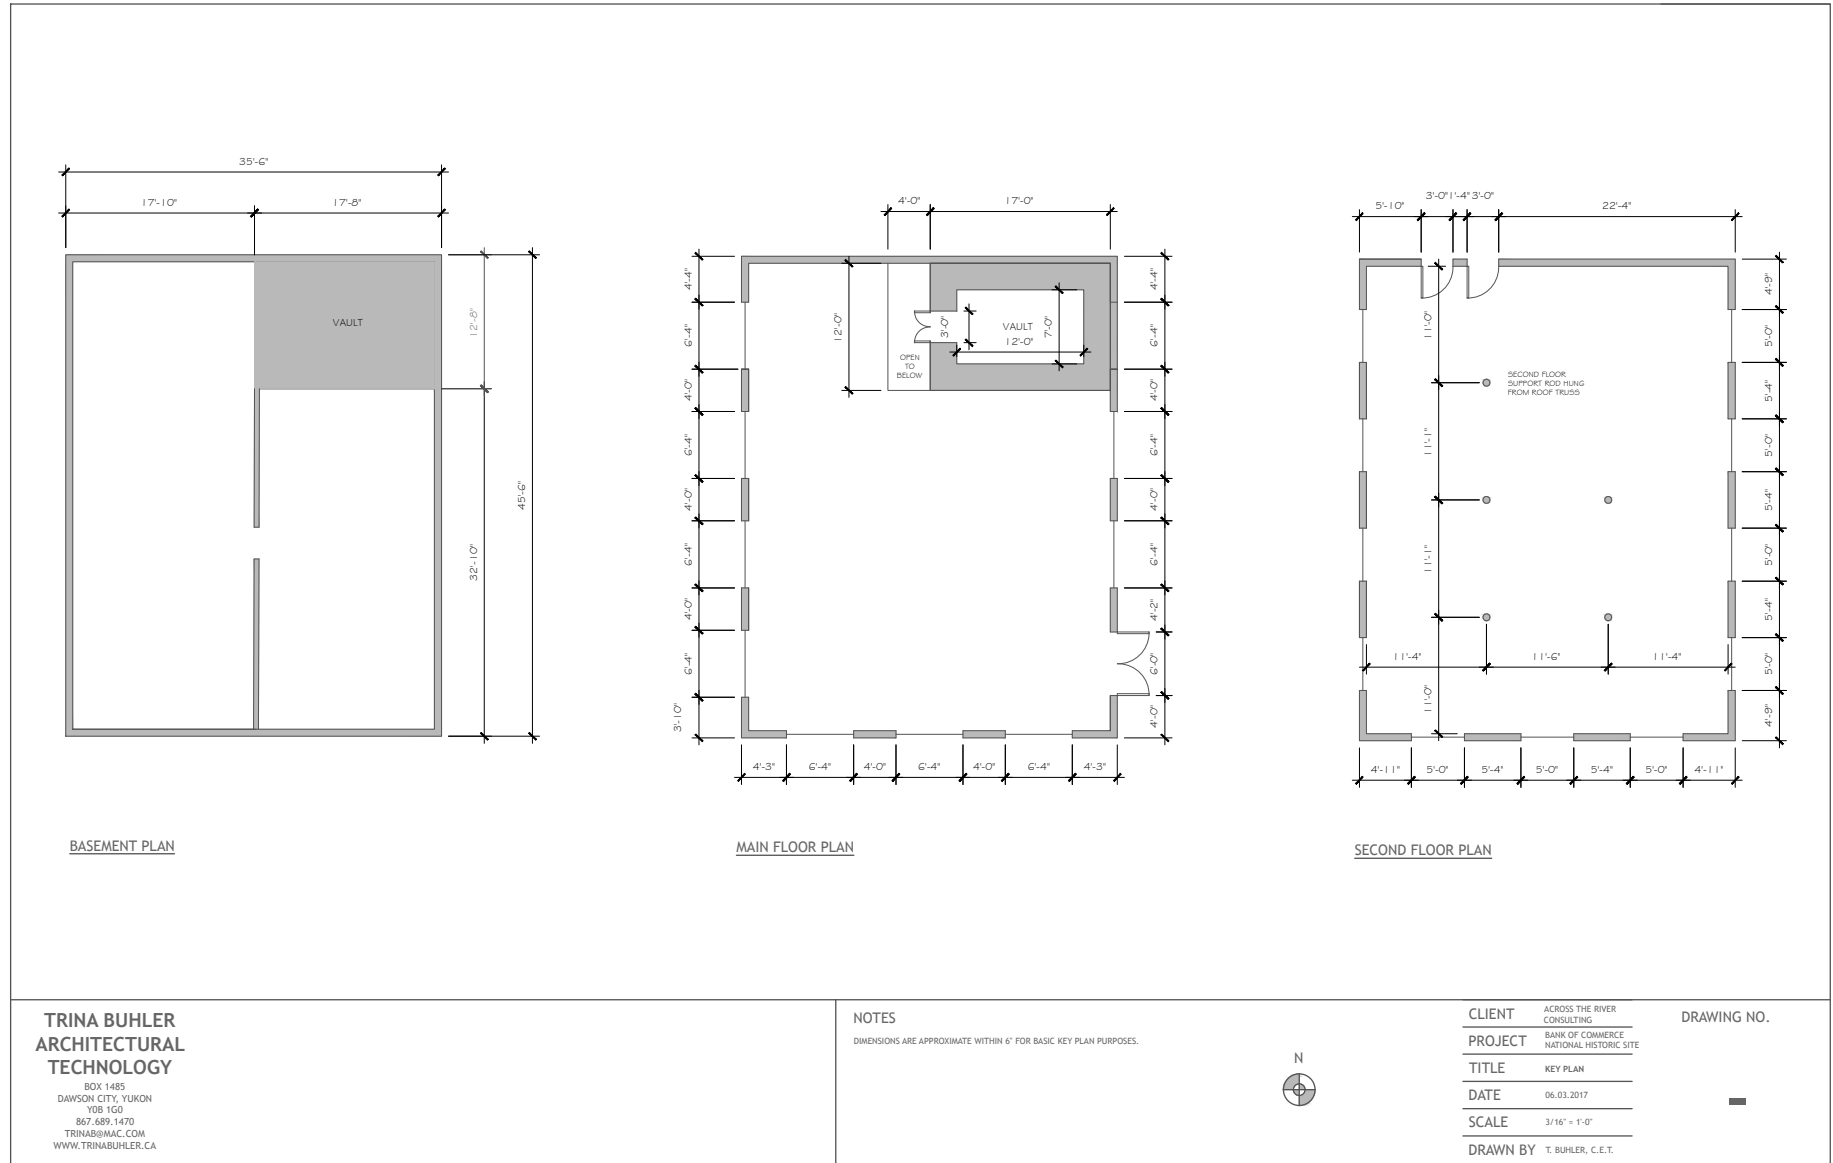 35'-6"
17'-10"
17'-8"
VAULT
12'-8"
45'-6"
32'-10"
BASEMENT PLAN
4'-0"
17'-0"
4'-4"
6'-4"
4'-0"
6'-4"
4'-0"
6'-4"
4'-0"
6'-4"
3'-10"
12'-0"
3'-0"
VAULT
12'-0"
7'-0"
OPEN
TO
BELOW
4'-4"
6'-4"
4'-0"
6'-4"
4'-0"
6'-4"
4'-2"
6'-0"
4'-0"
4'-3"
6'-4"
4'-0"
6'-4"
4'-0"
6'-4"
4'-3"
MAIN FLOOR PLAN
5'-10"
3'-0"
1'-4"
3'-0"
22'-4"
11'-0"
11'-1"
11'-1"
11'-0"
SECOND FLOOR
SUPPORT ROD HUNG
FROM ROOF TRUSS
11'-4"
11'-6"
11'-4"
4'-9"
5'-0"
5'-4"
5'-0"
5'-4"
5'-0"
5'-4"
5'-0"
4'-9"
4'-11"
5'-0"
5'-4"
5'-0"
5'-4"
5'-0"
4'-11"
SECOND FLOOR PLAN
TRINA BUHLER
ARCHITECTURAL
TECHNOLOGY
BOX 1485
DAWSON CITY, YUKON
Y0B 1G0
867.689.1470
TRINAB@MAC.COM
WWW.TRINABUHLER.CA
NOTES
DIMENSIONS ARE APPROXIMATE WITHIN 6" FOR BASIC KEY PLAN PURPOSES.
N
CLIENT ACROSS THE RIVER
CONSULTING
PROJECT BANK OF COMMERCE
NATIONAL HISTORIC SITE
TITLE KEY PLAN
DATE 06.03.2017
SCALE 3/16" = 1'-0"
DRAWN BY T. BUHLER, C.E.T.
DRAWING NO.
-